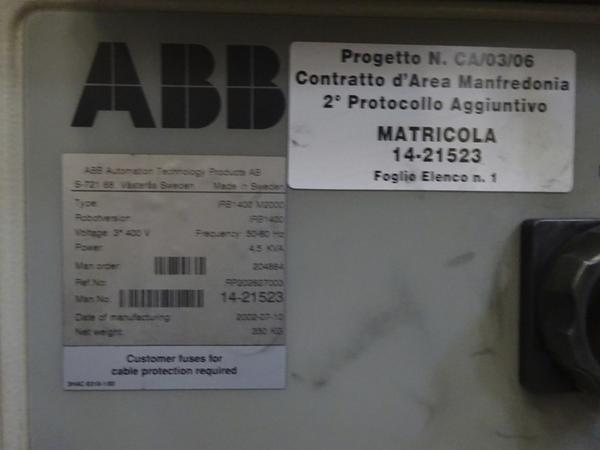 ABB
Progetto N. CA/03/06
Contratto d'Area Manfredonia
2° Protocollo Aggiuntivo
MATRICOLA
14-21523
Foglio Elenco n. 1
ABB Automation Technology Products AB
S-721 68 Västerås Sweden Made in Sweden
Type: IRB1400 M2000
Robotversion: IRB1400
Voltage: 3* 400 V Frequency: 50-60 Hz
Power: 4,5 KVA
Man order: 204864
Ref No: RP202627003
Man No: 14-21523
Date of manufacturing: 2002-07-10
Net weight: 250 KG
Customer fuses for
cable protection required